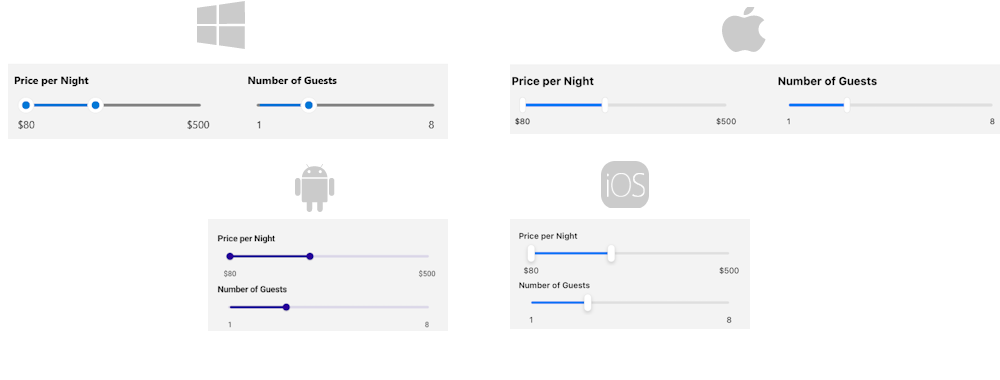 Price per Night Number of Guests
$80 $500 1 8
Price per Night Number of Guests
$80 $500 1 8
Price per Night
$80 $500
Number of Guests
1 8
iOS
Price per Night
$80 $500
Number of Guests
1 8